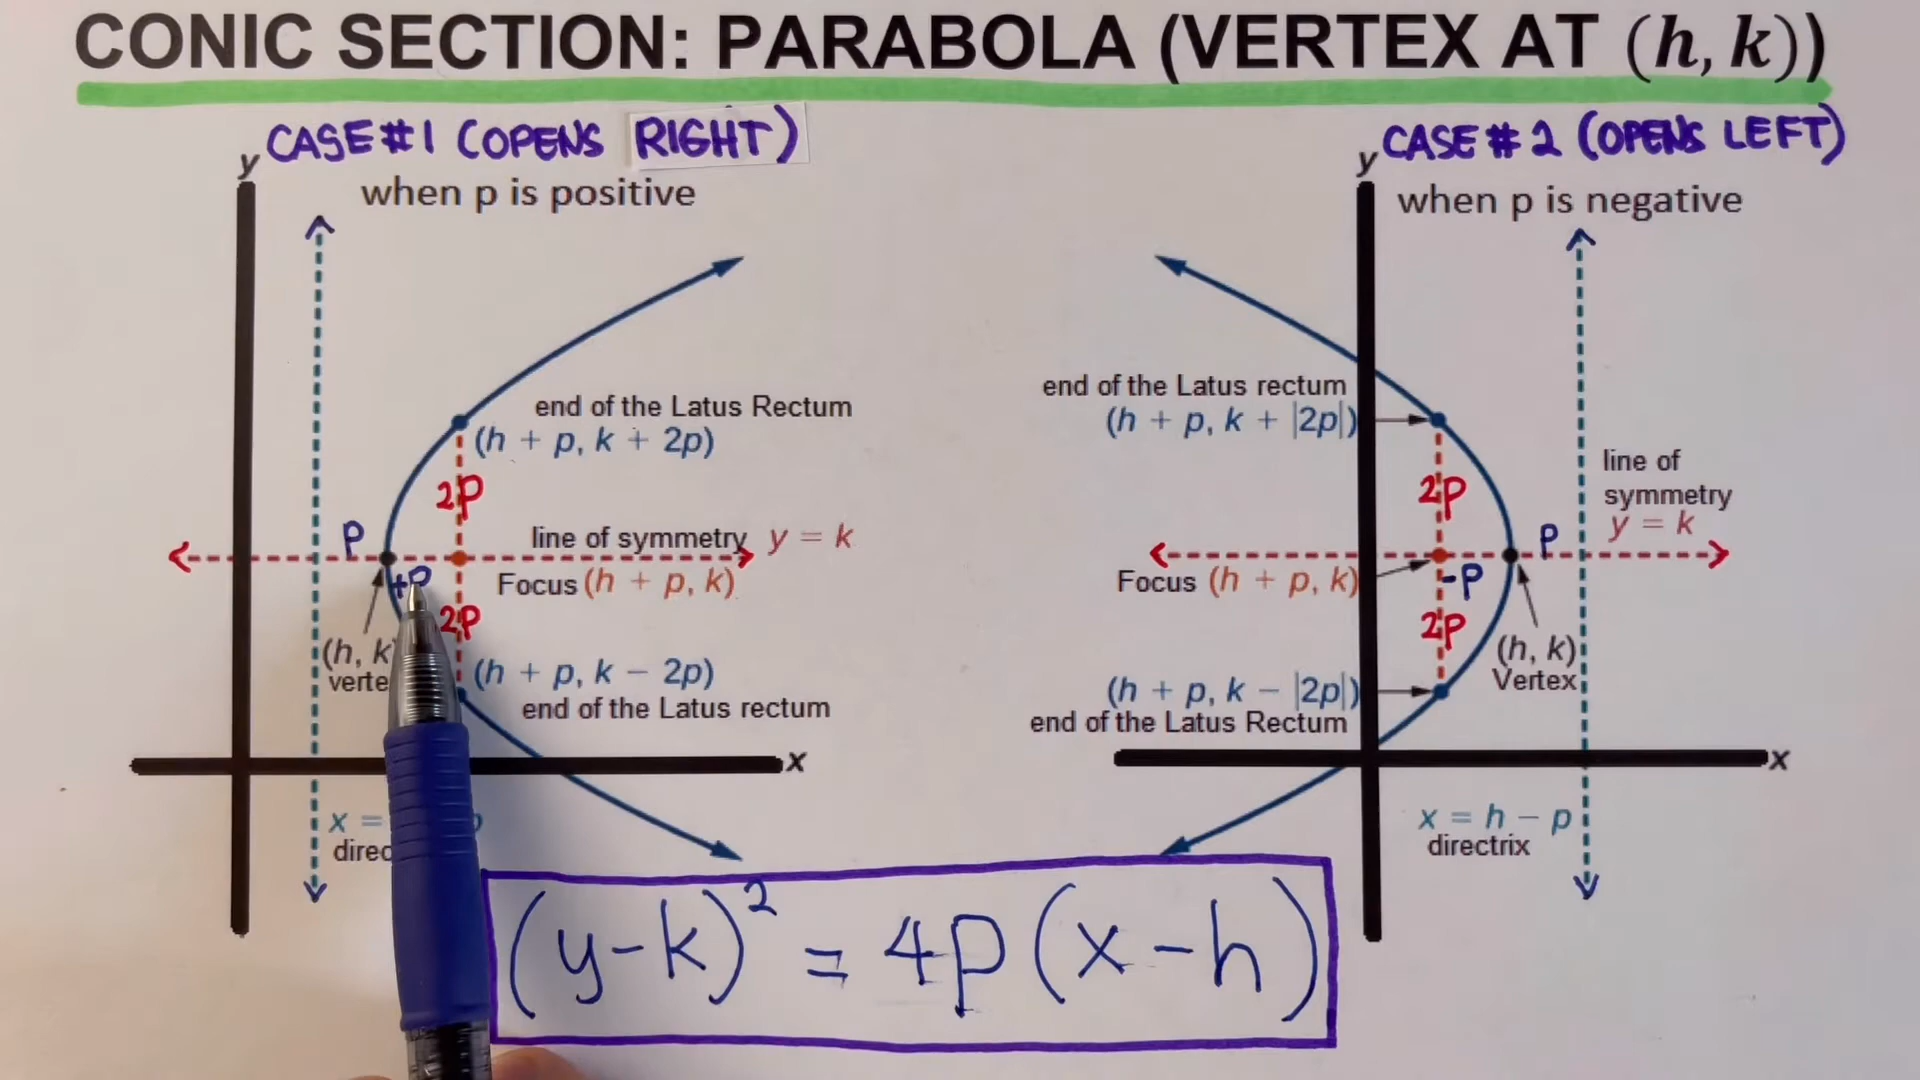 CONIC SECTION: PARABOLA (VERTEX AT (h, k))
CASE #1 (OPENS RIGHT)
when p is positive
y
end of the Latus Rectum
(h + p, k + 2p)
2P
P
line of symmetry y = k
+P
Focus (h + p, k)
2P
(h, k
verte
(h + p, k − 2p)
end of the Latus rectum
x
x =
direc
CASE #2 (OPENS LEFT)
y
when p is negative
end of the Latus rectum
(h + p, k + |2p|)
line of
symmetry
y = k
2P
P
Focus (h + p, k)
-P
2P
(h, k)
Vertex
(h + p, k − |2p|)
end of the Latus Rectum
x
x = h − p
directrix
(y-k)² = 4P(x-h)